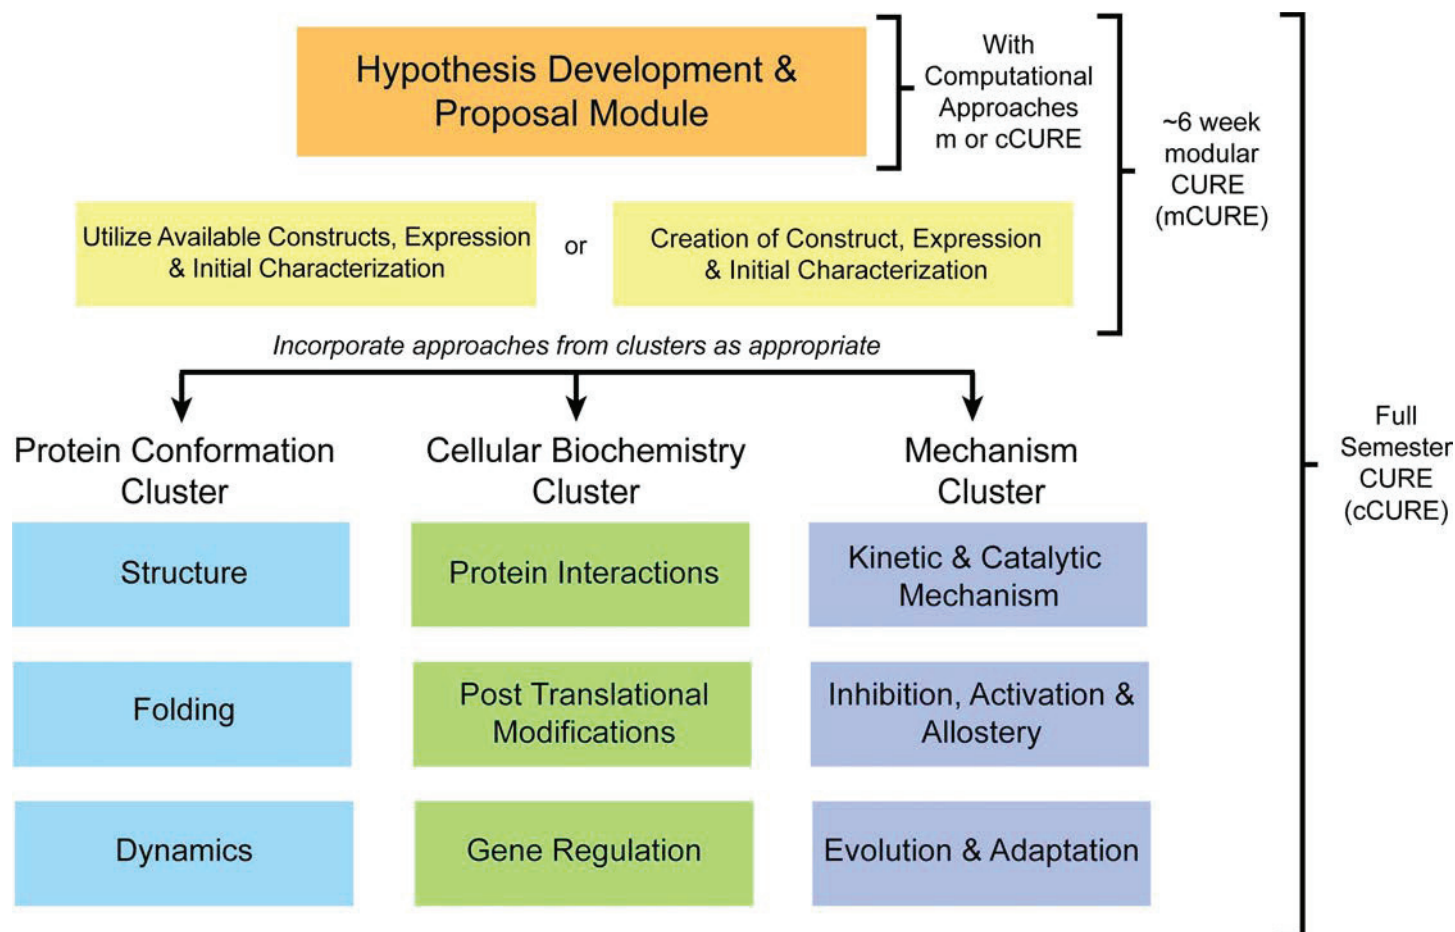 Hypothesis Development &
Proposal Module
With
Computational
Approaches
m or cCURE
~6 week
modular
CURE
(mCURE)
Utilize Available Constructs, Expression
& Initial Characterization
or
Creation of Construct, Expression
& Initial Characterization
Incorporate approaches from clusters as appropriate
Full
Semester
CURE
(cCURE)
Protein Conformation
Cluster
Structure
Folding
Dynamics
Cellular Biochemistry
Cluster
Protein Interactions
Post Translational
Modifications
Gene Regulation
Mechanism
Cluster
Kinetic & Catalytic
Mechanism
Inhibition, Activation &
Allostery
Evolution & Adaptation